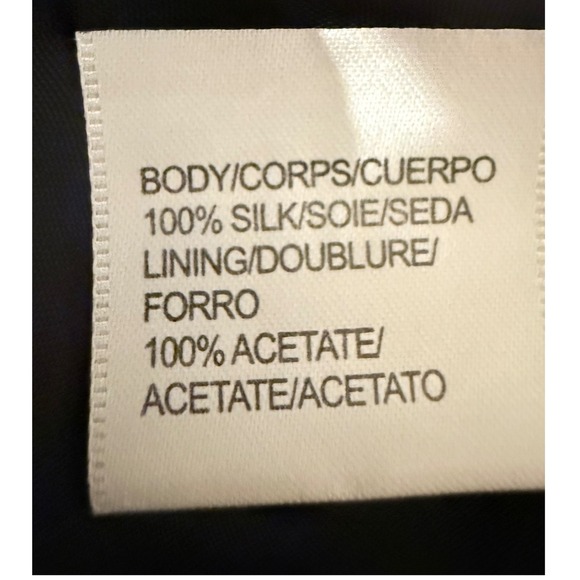 BODY/CORPS/CUERPO
100% SILK/SOIE/SEDA
LINING/DOUBLURE/
FORRO
100% ACETATE/
ACETATE/ACETATO